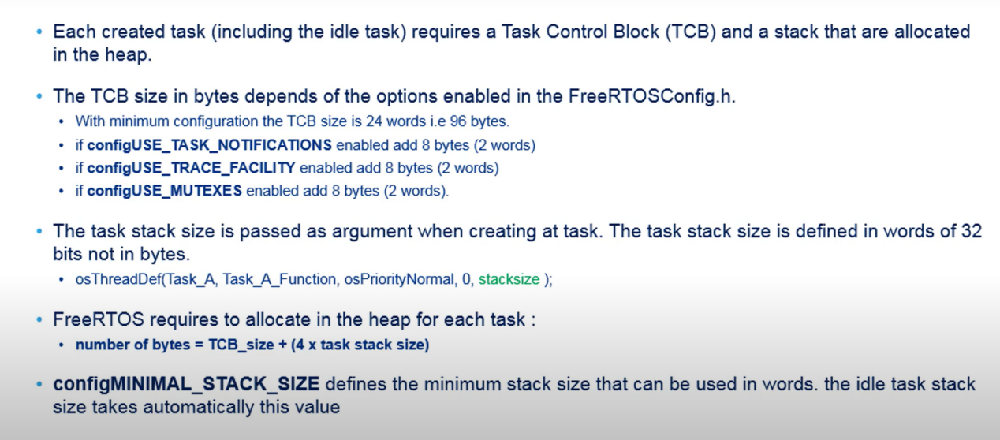 • Each created task (including the idle task) requires a Task Control Block (TCB) and a stack that are allocated
in the heap.
• The TCB size in bytes depends of the options enabled in the FreeRTOSConfig.h.
• With minimum configuration the TCB size is 24 words i.e 96 bytes.
• if configUSE_TASK_NOTIFICATIONS enabled add 8 bytes (2 words)
• if configUSE_TRACE_FACILITY enabled add 8 bytes (2 words)
• if configUSE_MUTEXES enabled add 8 bytes (2 words).
• The task stack size is passed as argument when creating at task. The task stack size is defined in words of 32
bits not in bytes.
• osThreadDef(Task_A, Task_A_Function, osPriorityNormal, 0, stacksize );
• FreeRTOS requires to allocate in the heap for each task :
• number of bytes = TCB_size + (4 x task stack size)
• configMINIMAL_STACK_SIZE defines the minimum stack size that can be used in words. the idle task stack
size takes automatically this value